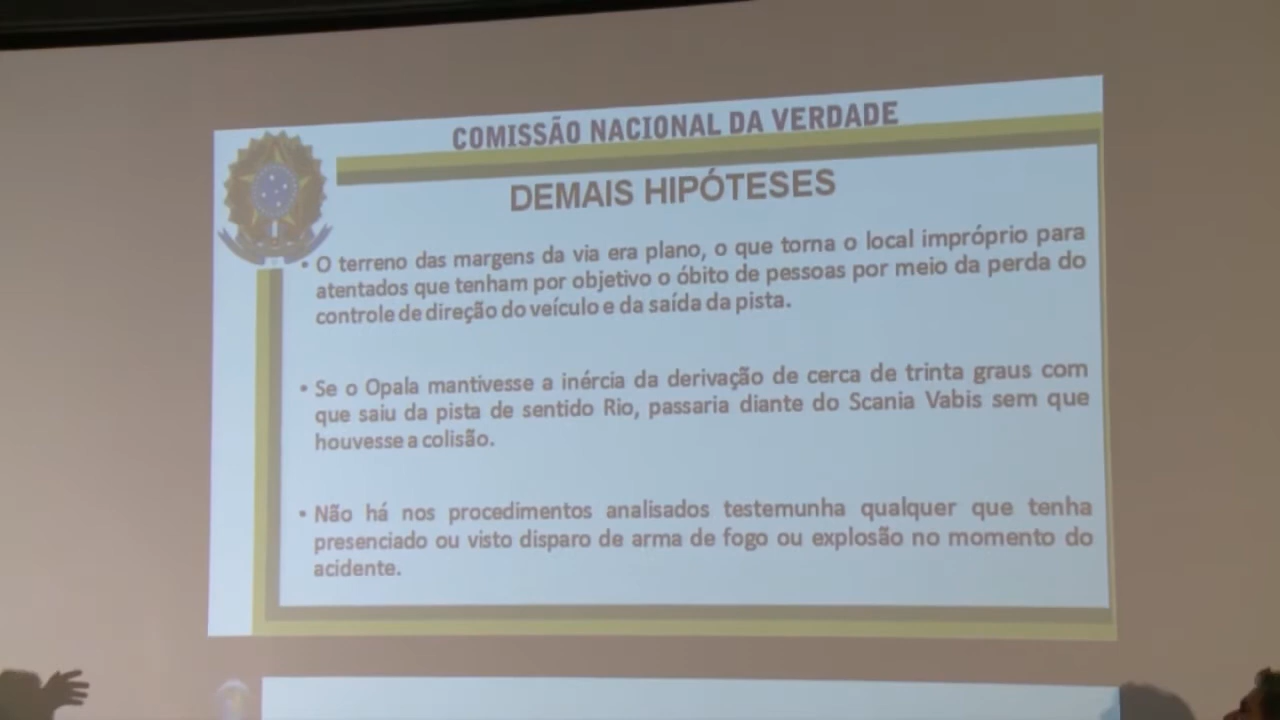 COMISSÃO NACIONAL DA VERDADE
DEMAIS HIPÓTESES
• O terreno das margens da via era plano, o que torna o local impróprio para
atentados que tenham por objetivo o óbito de pessoas por meio da perda do
controle de direção do veículo e da saída da pista.
• Se o Opala mantivesse a inércia da derivação de cerca de trinta graus com
que saiu da pista de sentido Rio, passaria diante do Scania Vabis sem que
houvesse a colisão.
• Não há nos procedimentos analisados testemunha qualquer que tenha
presenciado ou visto disparo de arma de fogo ou explosão no momento do
acidente.